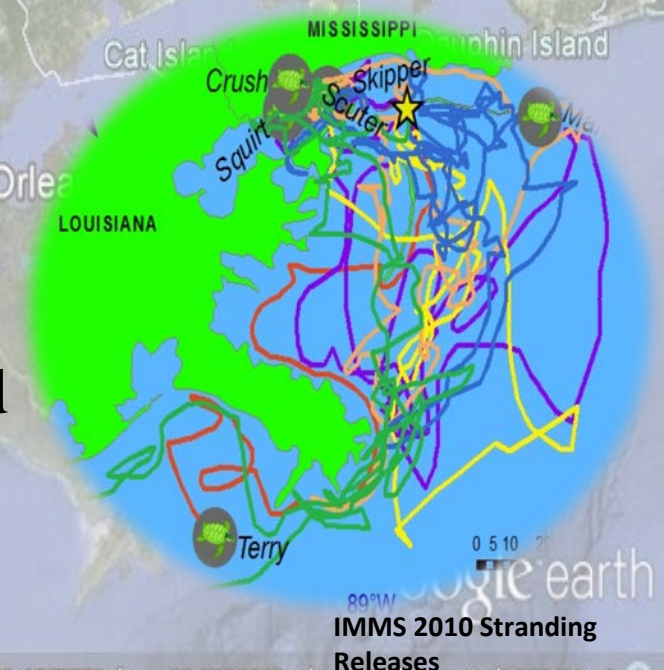 MISSISSIPPI
Cat Isla
Dauphin Island
Crush
Skipper
Scuter
Squirt
Orlea
LOUISIANA
Terry
0 5 10
earth
89°W
IMMS 2010 Stranding
Releases